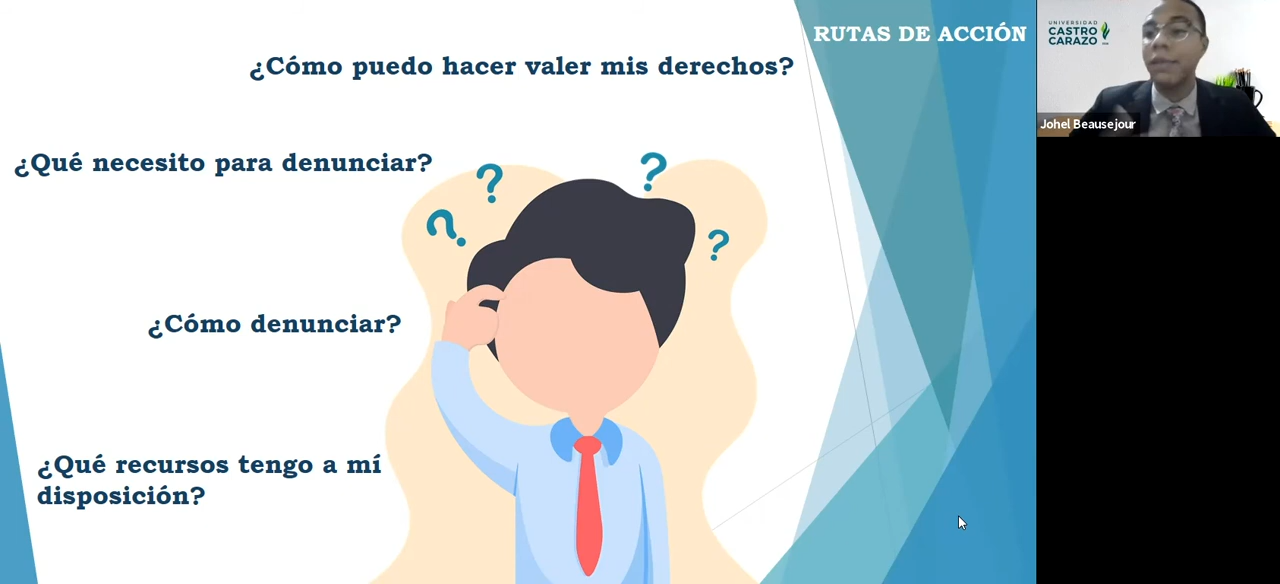 RUTAS DE ACCIÓN
¿Cómo puedo hacer valer mis derechos?
¿Qué necesito para denunciar?
¿Cómo denunciar?
¿Qué recursos tengo a mí
disposición?
? ? ? ?
UNIVERSIDAD
CASTRO
CARAZO
Johel Beausejour